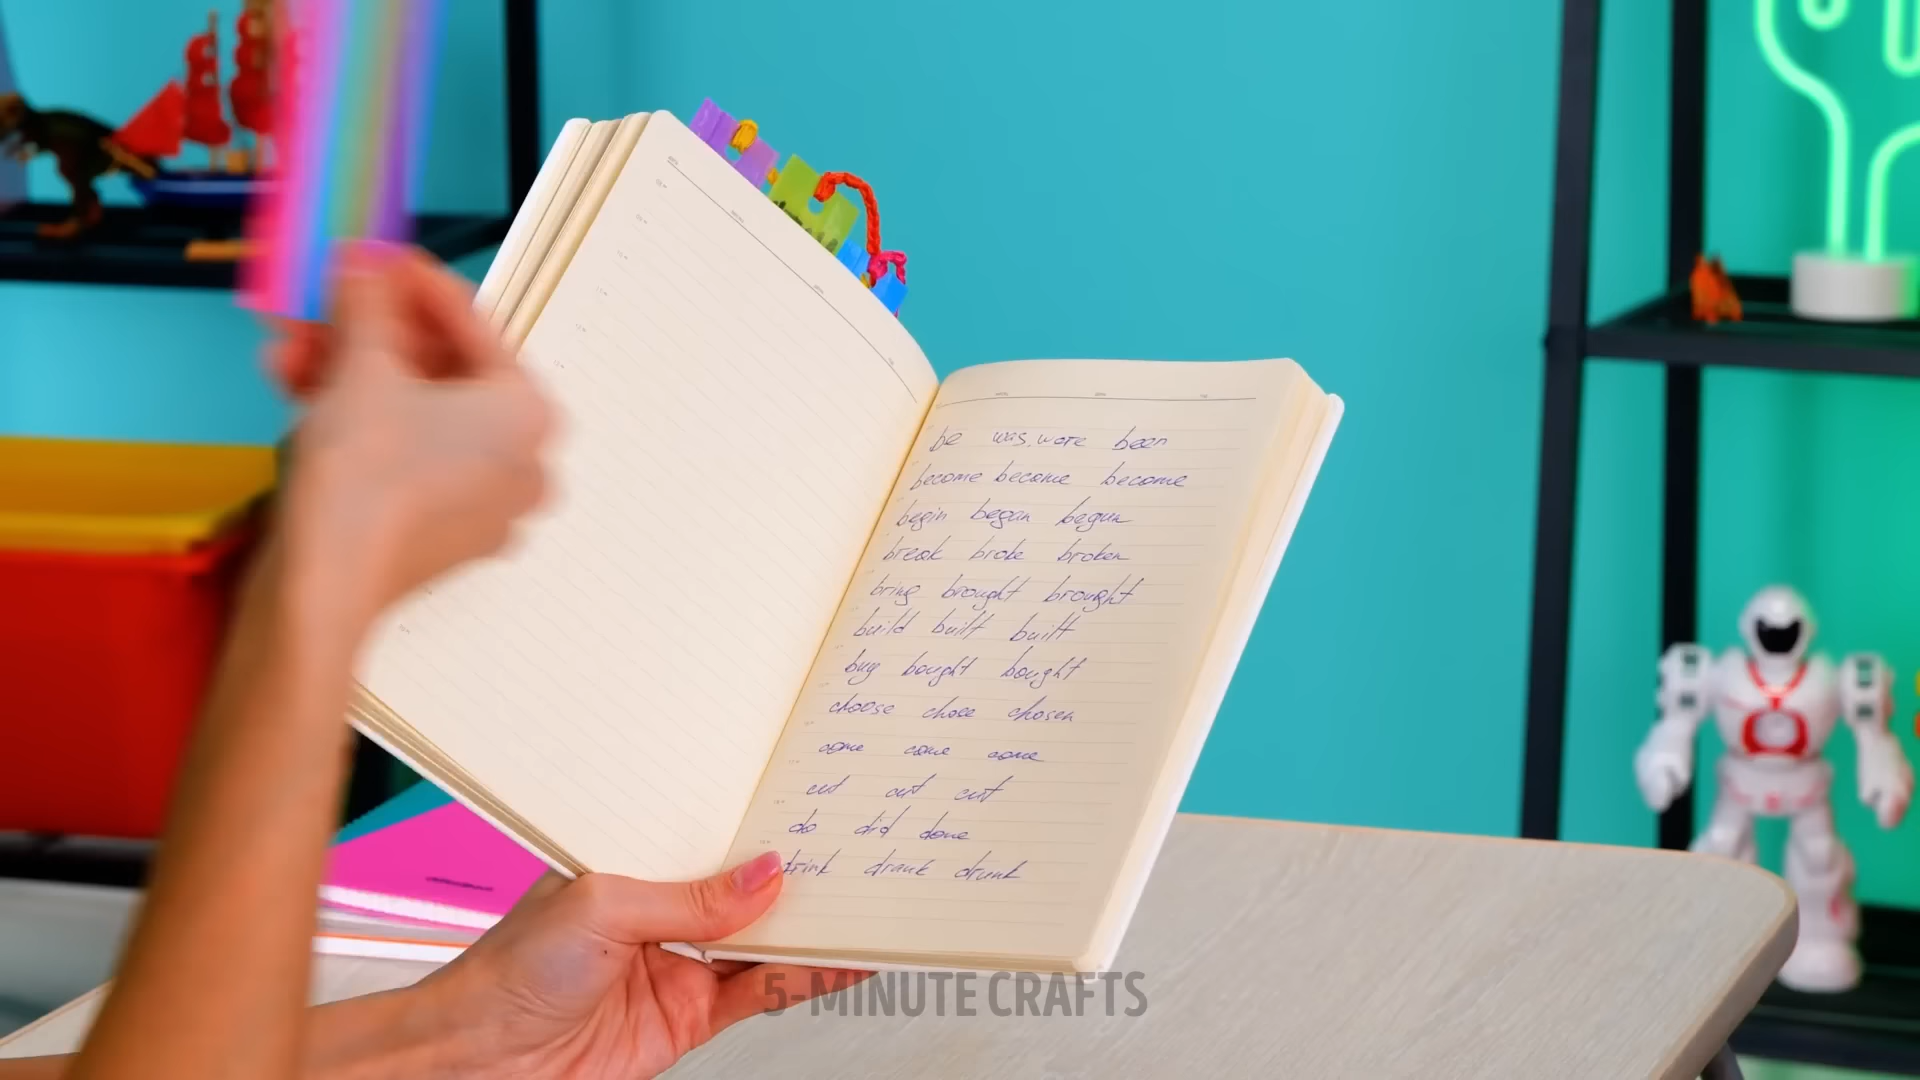 be was, were been
become became become
begin began begun
break broke broken
bring brought brought
build built built
buy bought bought
choose chose chosen
come came come
cut cut cut
do did done
drink drank drunk
5-MINUTE CRAFTS